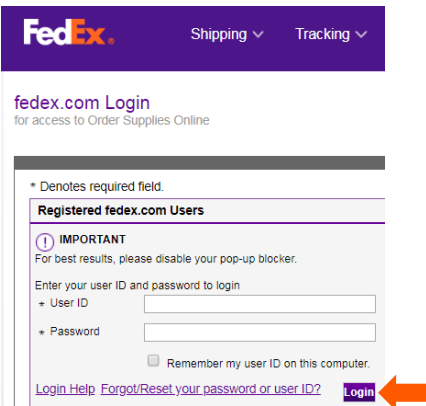 FedEx. Shipping Tracking
fedex.com Login
for access to Order Supplies Online
* Denotes required field.
Registered fedex.com Users
! IMPORTANT
For best results, please disable your pop-up blocker.
Enter your user ID and password to login
* User ID
* Password
Remember my user ID on this computer.
Login Help Forgot/Reset your password or user ID? Login